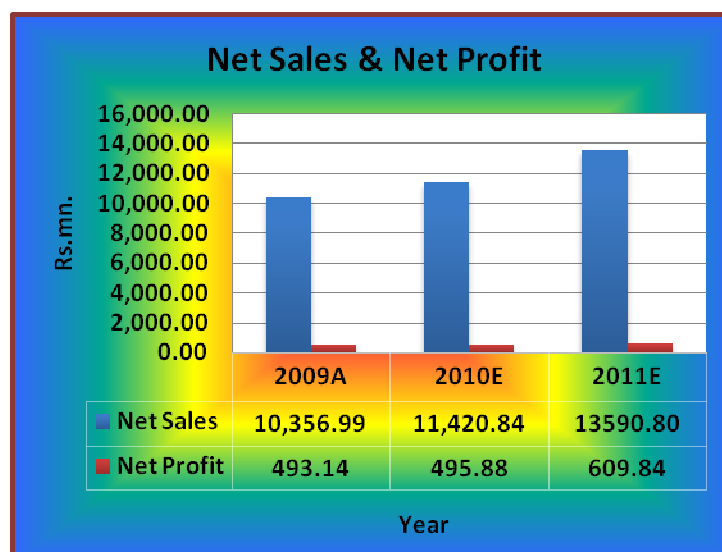 Net Sales & Net Profit
16,000.00
14,000.00
12,000.00
10,000.00
8,000.00
6,000.00
4,000.00
2,000.00
0.00
Rs.mn.
2009A 2010E 2011E
Net Sales 10,356.99 11,420.84 13590.80
Net Profit 493.14 495.88 609.84
Year